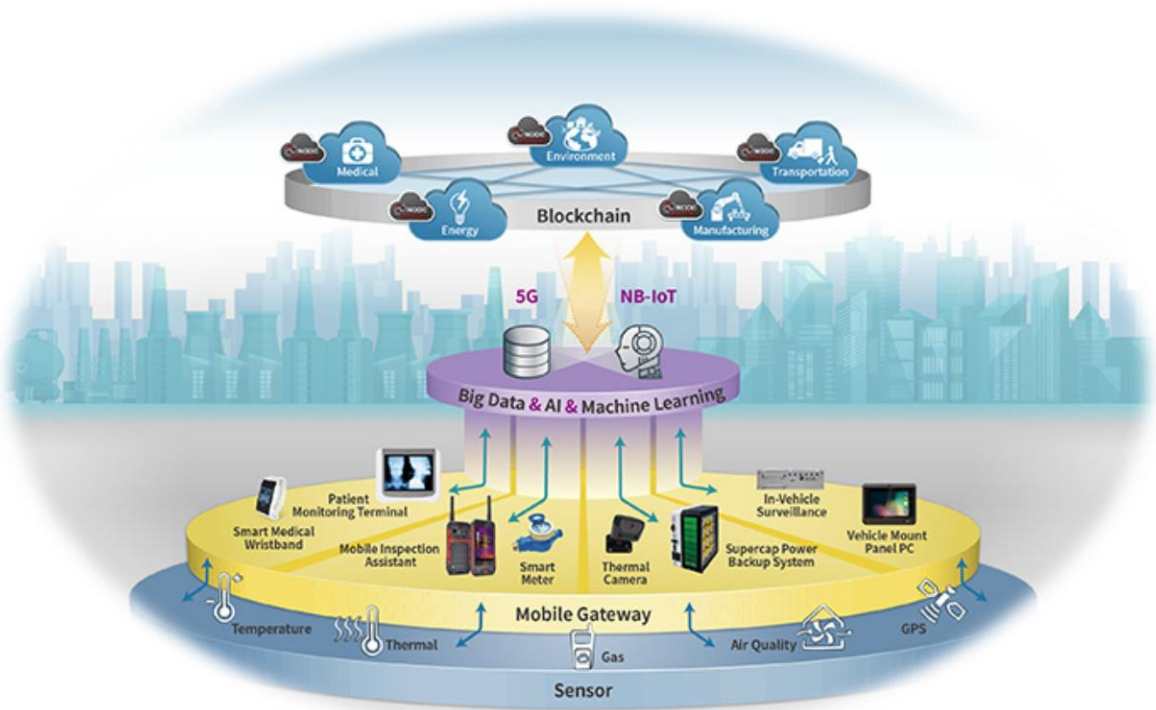 Environment
Medical
Transportation
Energy
Manufacturing
Blockchain
5G
NB-IoT
Big Data & AI & Machine Learning
Patient
Monitoring Terminal
In-Vehicle
Surveillance
Smart Medical
Wristband
Mobile Inspection
Assistant
Smart
Meter
Thermal
Camera
Supercap Power
Backup System
Vehicle Mount
Panel PC
Mobile Gateway
Temperature
Thermal
Gas
Air Quality
GPS
Sensor